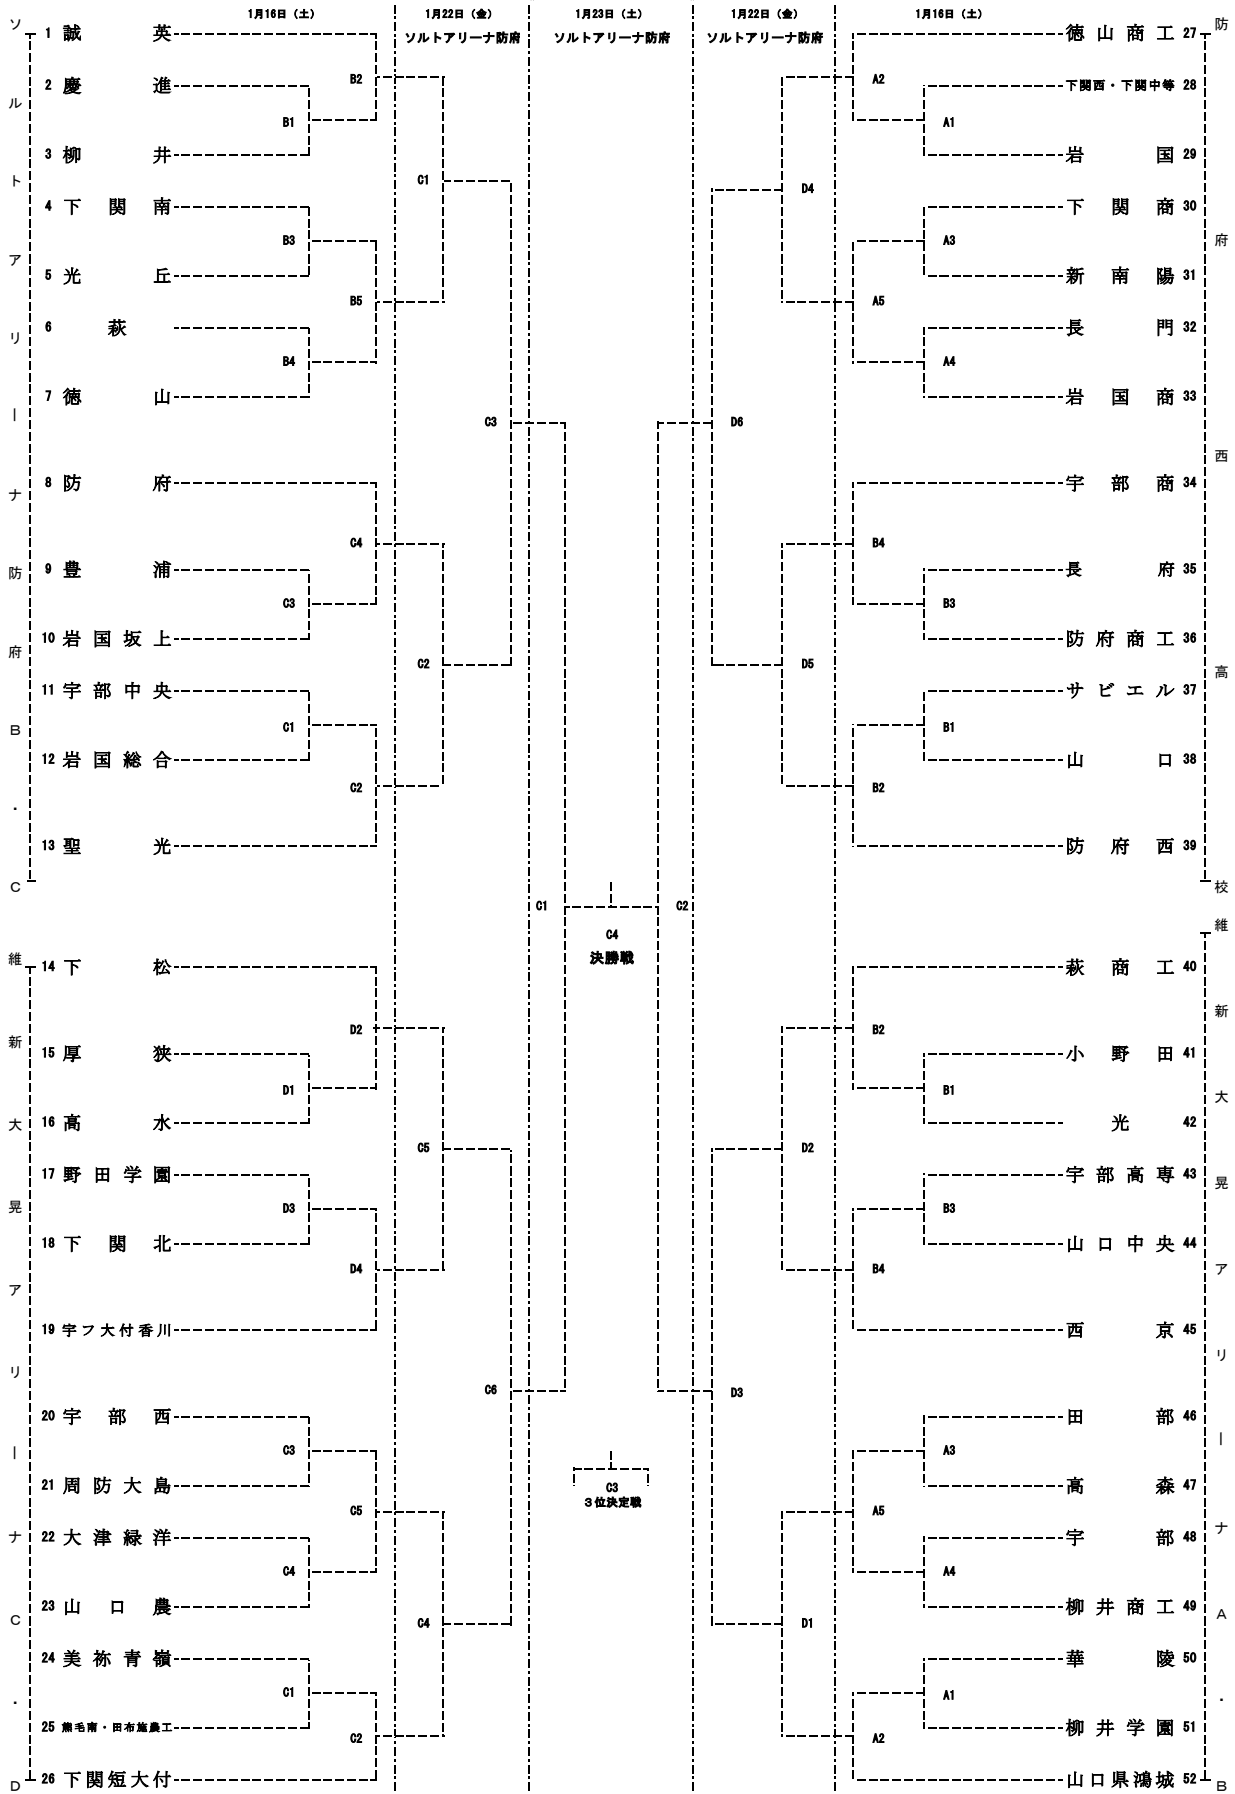 1月16日（土）
1月22日（金）
ソルトアリーナ防府
1月23日（土）
ソルトアリーナ防府
1月22日（金）
ソルトアリーナ防府
1月16日（土）
ソルトアリーナ防府B・C
1 誠英
2 慶進
3 柳井
4 下関南
5 光丘
6 萩
7 徳山
8 防府
9 豊浦
10 岩国坂上
11 宇部中央
12 岩国総合
13 聖光
維新大晃アリーナC・D
14 下松
15 厚狭
16 高水
17 野田学園
18 下関北
19 宇フ大付香川
20 宇部西
21 周防大島
22 大津緑洋
23 山口農
24 美祢青嶺
25 熊毛南・田布施農工
26 下関短大付
B2
B1
B3
B5
B4
C4
C3
C1
C2
D2
D1
D3
D4
C3
C5
C4
C1
C2
C1
C2
C5
C4
C3
C6
C1
C2
C4
決勝戦
C3
3位決定戦
D6
D3
D4
D5
D2
D1
A2
A1
A3
A5
A4
B4
B3
B1
B2
B2
B1
B3
B4
A3
A5
A4
A1
A2
徳山商工 27
下関西・下関中等 28
岩国 29
下関商 30
新南陽 31
長門 32
岩国商 33
宇部商 34
長府 35
防府商工 36
サビエル 37
山口 38
防府西 39
防府西高校
萩商工 40
小野田 41
光 42
宇部高専 43
山口中央 44
西京 45
田部 46
高森 47
宇部 48
柳井商工 49
華陵 50
柳井学園 51
山口県鴻城 52
維新大晃アリーナA・B